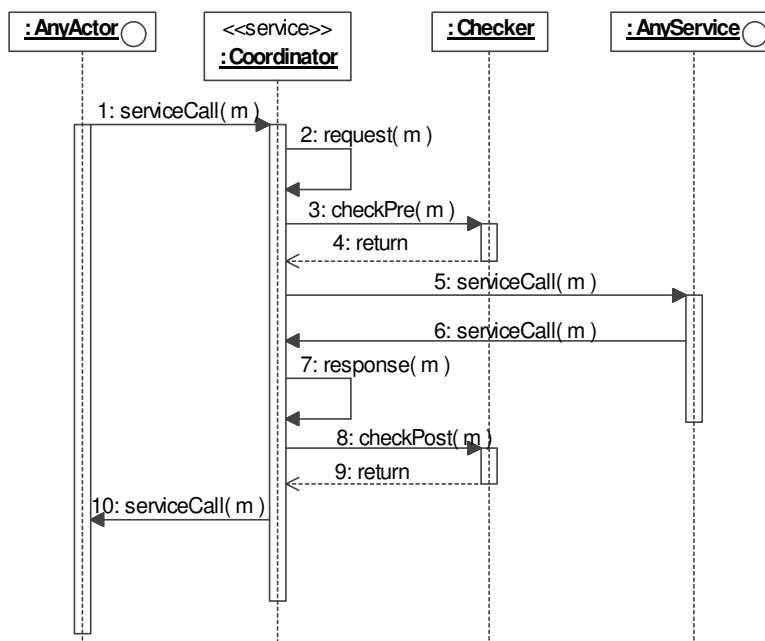 : AnyActor
<<service>>
: Coordinator
: Checker
: AnyService
1: serviceCall( m )
2: request( m )
3: checkPre( m )
4: return
5: serviceCall( m )
6: serviceCall( m )
7: response( m )
8: checkPost( m )
9: return
10: serviceCall( m )